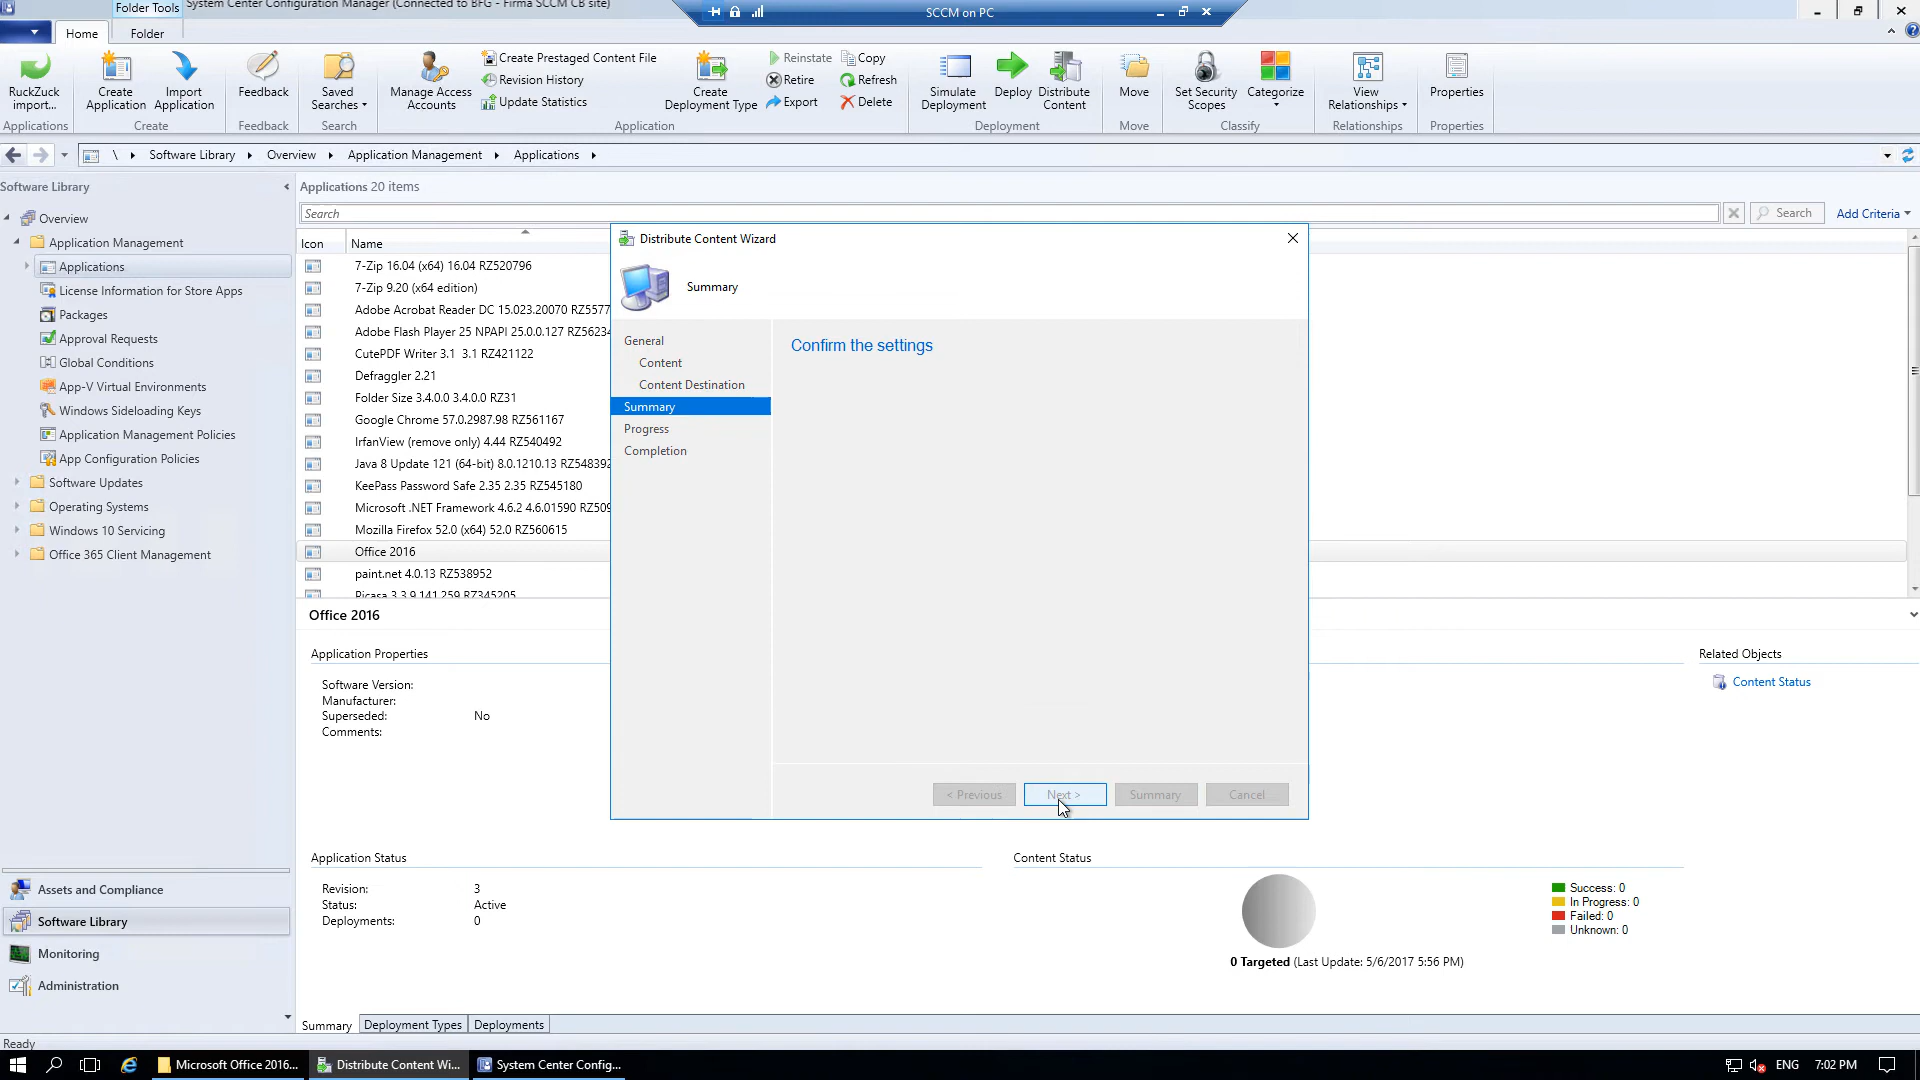 Folder Tools
System Center Configuration Manager (Connected to BFG - Firma SCCM CB site)
SCCM on PC
Home
Folder
RuckZuck import...
Create Application
Import Application
Feedback
Saved Searches
Manage Access Accounts
Create Prestaged Content File
Revision History
Update Statistics
Create Deployment Type
Reinstate
Retire
Export
Copy
Refresh
Delete
Simulate Deployment
Deploy
Distribute Content
Move
Set Security Scopes
Categorize
View Relationships
Properties
Applications
Create
Feedback
Search
Application
Deployment
Move
Classify
Relationships
Properties
\ Software Library Overview Application Management Applications
Software Library
Overview
Application Management
Applications
License Information for Store Apps
Packages
Approval Requests
Global Conditions
App-V Virtual Environments
Windows Sideloading Keys
Application Management Policies
App Configuration Policies
Software Updates
Operating Systems
Windows 10 Servicing
Office 365 Client Management
Assets and Compliance
Software Library
Monitoring
Administration
Applications 20 items
Search
Search
Add Criteria
Icon
Name
7-Zip 16.04 (x64) 16.04 RZ520796
7-Zip 9.20 (x64 edition)
Adobe Acrobat Reader DC 15.023.20070 RZ5577
Adobe Flash Player 25 NPAPI 25.0.0.127 RZ56234
CutePDF Writer 3.1 3.1 RZ421122
Defraggler 2.21
Folder Size 3.4.0.0 3.4.0.0 RZ31
Google Chrome 57.0.2987.98 RZ561167
IrfanView (remove only) 4.44 RZ540492
Java 8 Update 121 (64-bit) 8.0.1210.13 RZ548392
KeePass Password Safe 2.35 2.35 RZ545180
Microsoft .NET Framework 4.6.2 4.6.01590 RZ509
Mozilla Firefox 52.0 (x64) 52.0 RZ560615
Office 2016
paint.net 4.0.13 RZ538952
Picasa 3 3.9.141.259 RZ345205
Distribute Content Wizard
Summary
General
Content
Content Destination
Summary
Progress
Completion
Confirm the settings
< Previous
Next >
Summary
Cancel
Office 2016
Application Properties
Software Version:
Manufacturer:
Superseded: No
Comments:
Related Objects
Content Status
Application Status
Revision: 3
Status: Active
Deployments: 0
Content Status
Success: 0
In Progress: 0
Failed: 0
Unknown: 0
0 Targeted (Last Update: 5/6/2017 5:56 PM)
Summary
Deployment Types
Deployments
Ready
Microsoft Office 2016...
Distribute Content Wi...
System Center Config...
ENG
7:02 PM